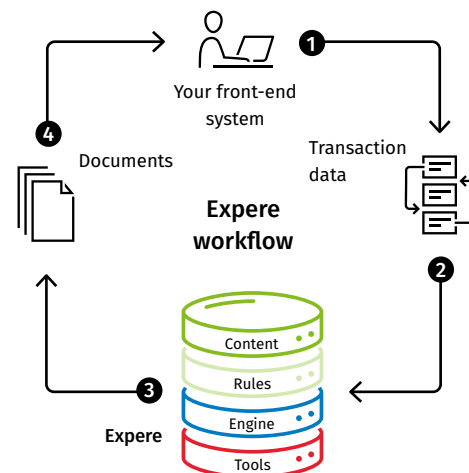 1
Your front-end
system
4
Documents
Transaction
data
Expere
workflow
2
Content
Rules
3
Engine
Expere
Tools